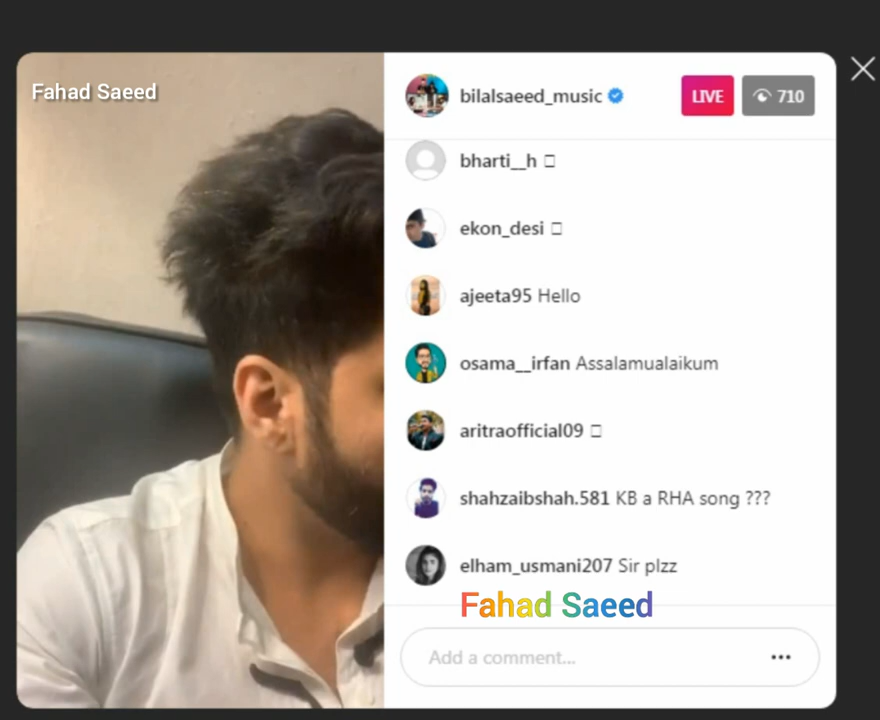 Fahad Saeed
bilalsaeed_music
LIVE
710
bharti__h
ekon_desi
ajeeta95 Hello
osama__irfan Assalamualaikum
aritraofficial09
shahzaibshah.581 KB a RHA song ???
elham_usmani207 Sir plzz
Fahad Saeed
Add a comment...